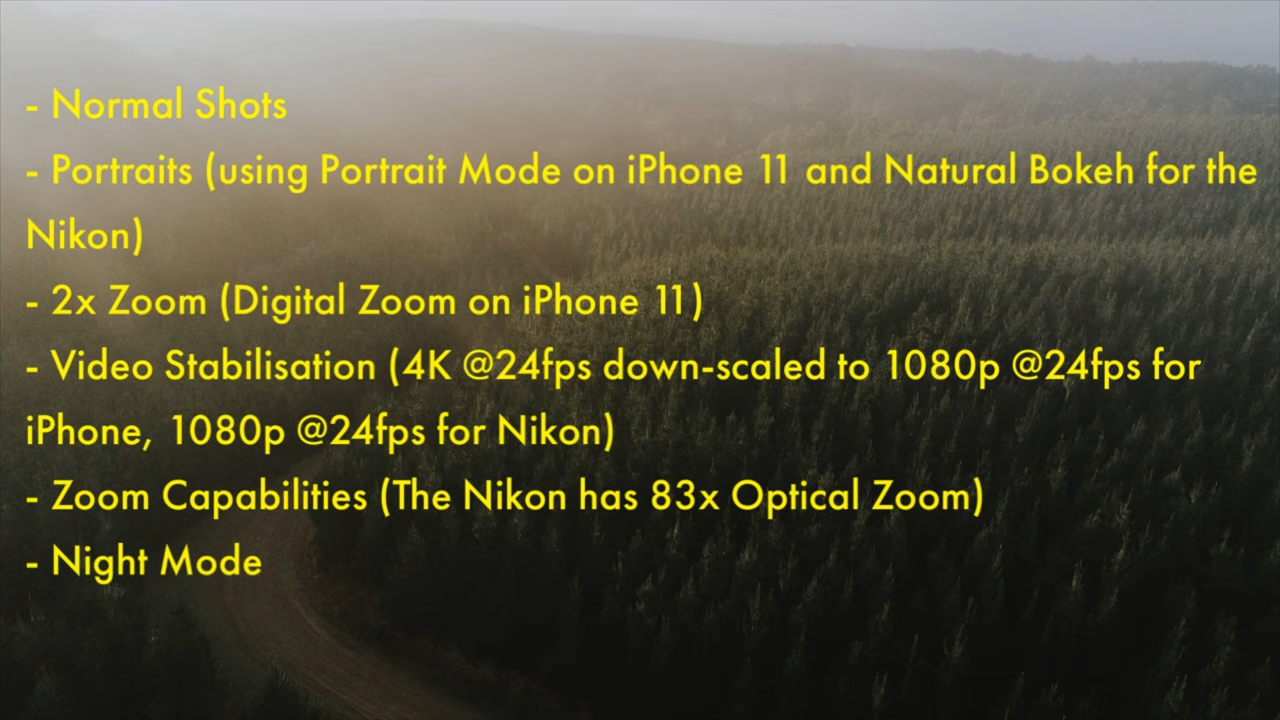 - Normal Shots
- Portraits (using Portrait Mode on iPhone 11 and Natural Bokeh for the
Nikon)
- 2x Zoom (Digital Zoom on iPhone 11)
- Video Stabilisation (4K @24fps down-scaled to 1080p @24fps for
iPhone, 1080p @24fps for Nikon)
- Zoom Capabilities (The Nikon has 83x Optical Zoom)
- Night Mode